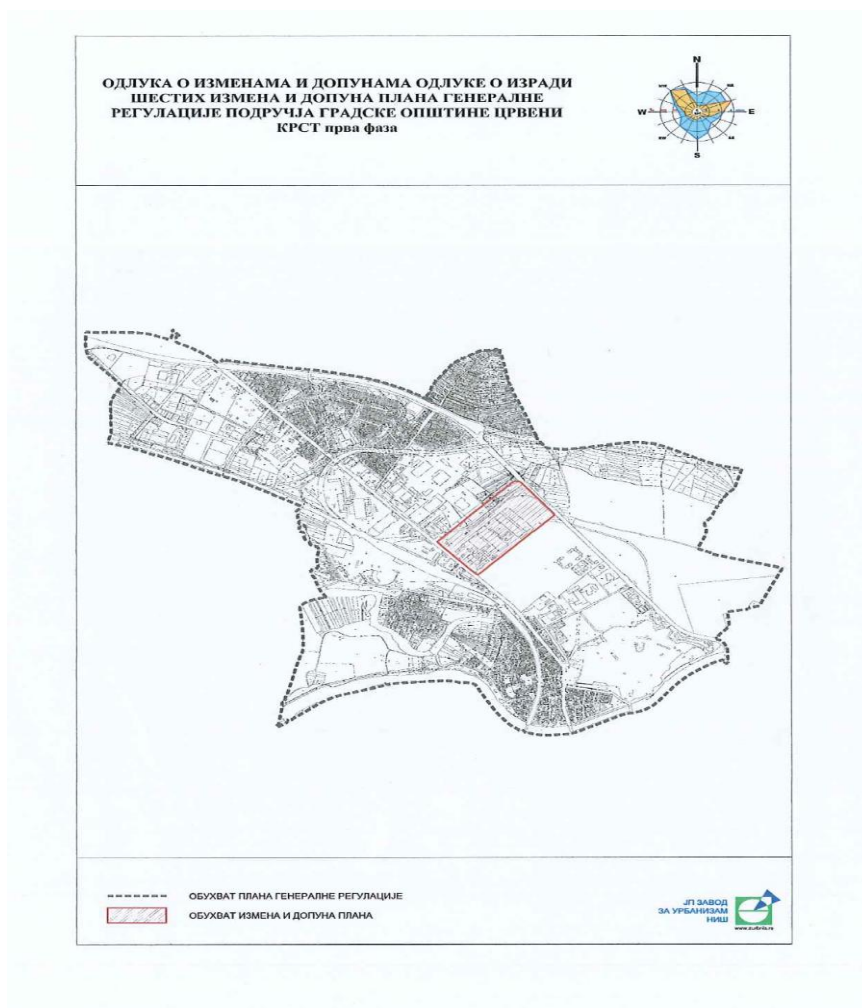 ОДЛУКА О ИЗМЕНАМА И ДОПУНАМА ОДЛУКЕ О ИЗРАДИ
ШЕСТИХ ИЗМЕНА И ДОПУНА ПЛАНА ГЕНЕРАЛНЕ
РЕГУЛАЦИЈЕ ПОДРУЧЈА ГРАДСКЕ ОПШТИНЕ ЦРВЕНИ
КРСТ прва фаза
N
W
E
S
ОБУХВАТ ПЛАНА ГЕНЕРАЛНЕ РЕГУЛАЦИЈЕ
ОБУХВАТ ИЗМЕНА И ДОПУНА ПЛАНА
ЈП ЗАВОД
ЗА УРБАНИЗАМ
НИШ